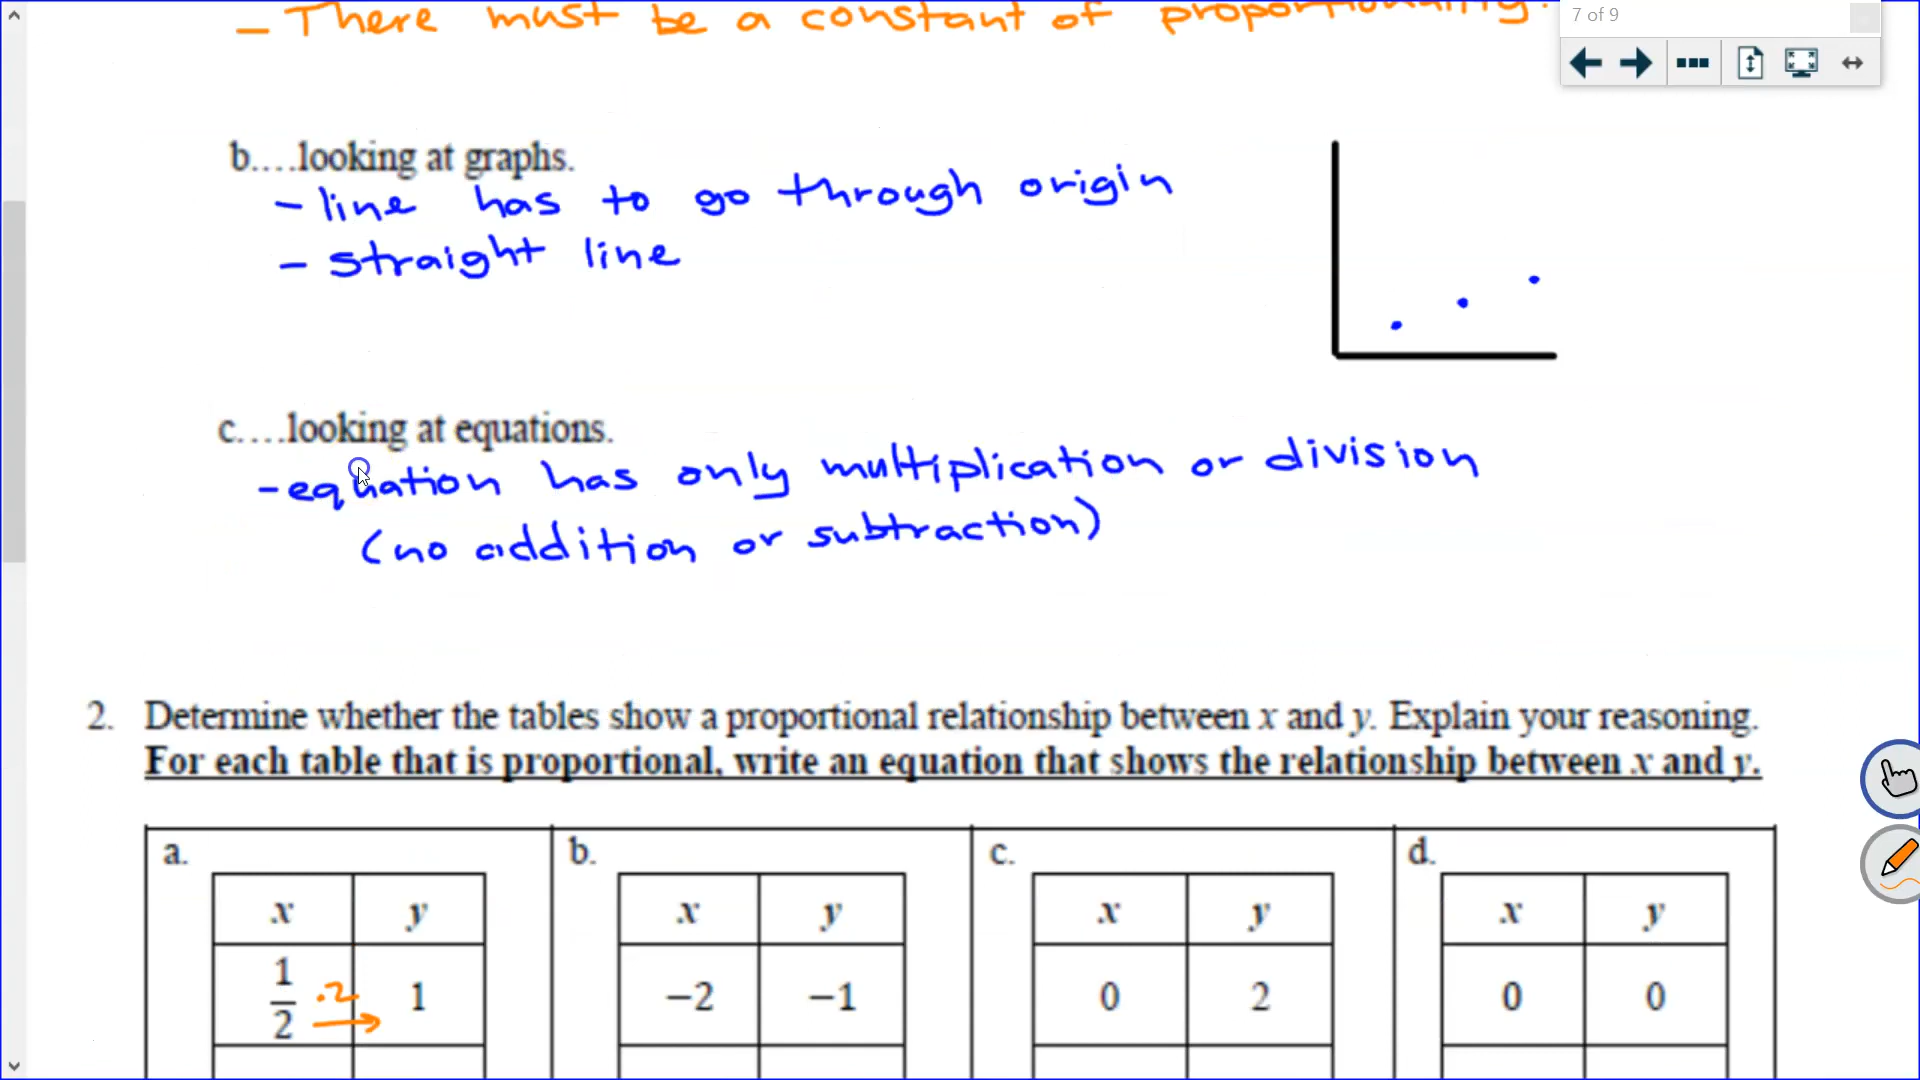 - There must be a constant of proportionality.
7 of 9
b....looking at graphs.
- line has to go through origin
- straight line
c....looking at equations.
- equation has only multiplication or division
(no addition or subtraction)
2. Determine whether the tables show a proportional relationship between x and y. Explain your reasoning.
For each table that is proportional, write an equation that shows the relationship between x and y.
a. b. c. d.
x y x y x y x y
1/2 ·2 1 −2 −1 0 2 0 0